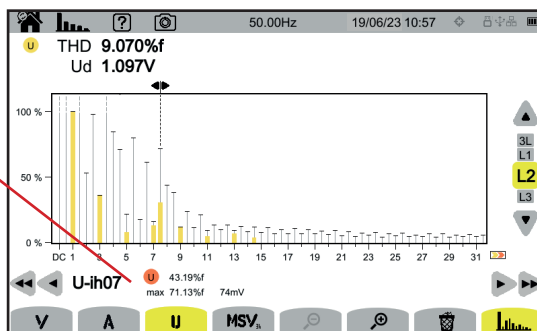 50.00Hz 19/06/23 10:57
U THD 9.070%f
Ud 1.097V
100 %
50 %
0 %
DC 1 3 5 7 9 11 13 15 17 19 21 23 25 27 29 31
3L
L1
L2
L3
U-ih07 U 43.19%f
max 71.13%f 74mV
V A U MSV